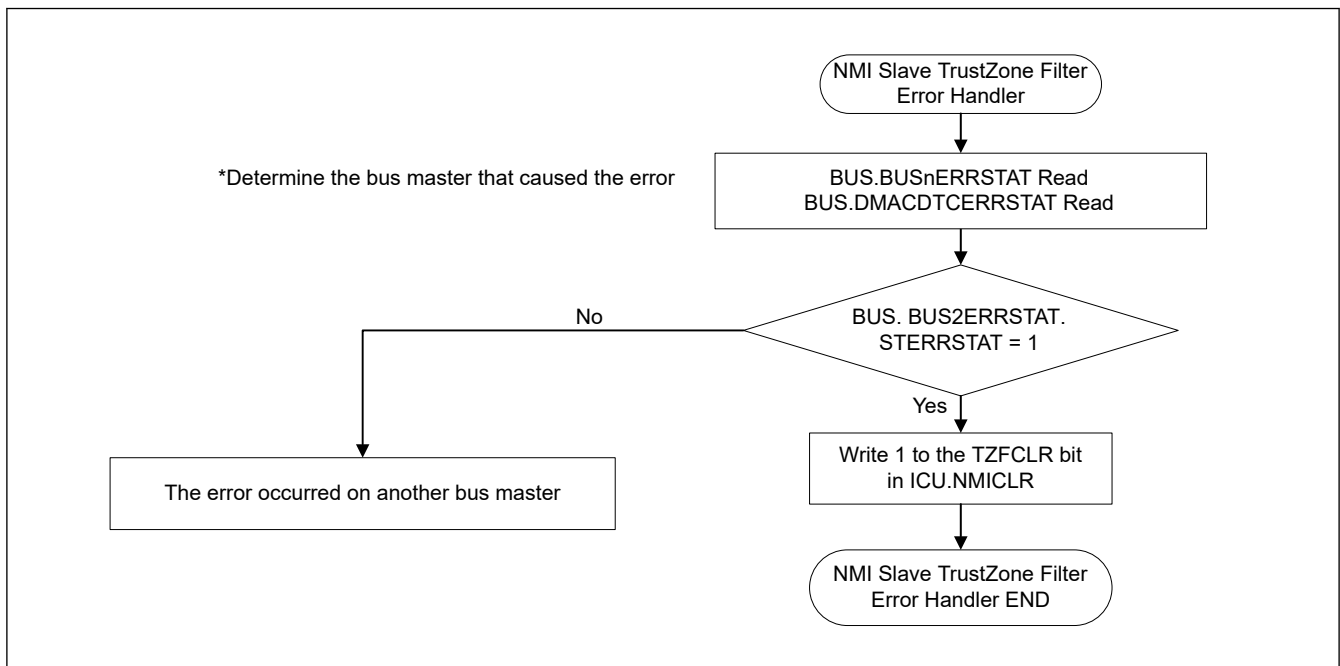 NMI Slave TrustZone Filter
Error Handler
*Determine the bus master that caused the error
BUS.BUSnERRSTAT Read
BUS.DMACDTCERRSTAT Read
BUS. BUS2ERRSTAT.
STERRSTAT = 1
No
Yes
Write 1 to the TZFCLR bit
in ICU.NMICLR
The error occurred on another bus master
NMI Slave TrustZone Filter
Error Handler END